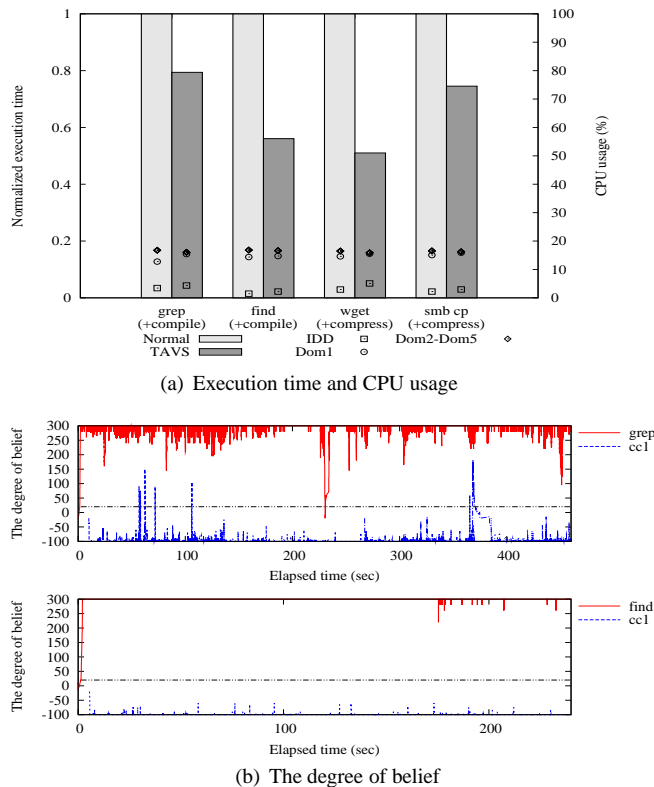 1
0.8
0.6
0.4
0.2
0
Normalized execution time
100
90
80
70
60
50
40
30
20
10
0
CPU usage (%)
grep find wget smb cp
(+compile) (+compile) (+compress) (+compress)
Normal IDD Dom2-Dom5
TAVS Dom1
(a) Execution time and CPU usage
300
250
200
150
100
50
0
-50
-100
The degree of belief
grep
cc1
0 100 200 300 400
Elapsed time (sec)
300
250
200
150
100
50
0
-50
-100
The degree of belief
find
cc1
0 100 200
Elapsed time (sec)
(b) The degree of belief